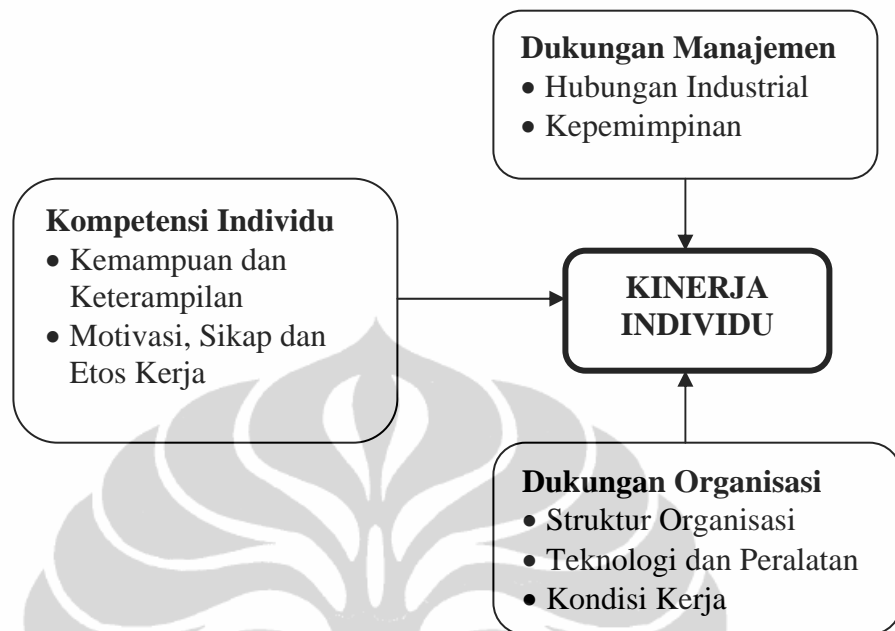 Dukungan Manajemen
• Hubungan Industrial
• Kepemimpinan
Kompetensi Individu
• Kemampuan dan
Keterampilan
• Motivasi, Sikap dan
Etos Kerja
KINERJA
INDIVIDU
Dukungan Organisasi
• Struktur Organisasi
• Teknologi dan Peralatan
• Kondisi Kerja